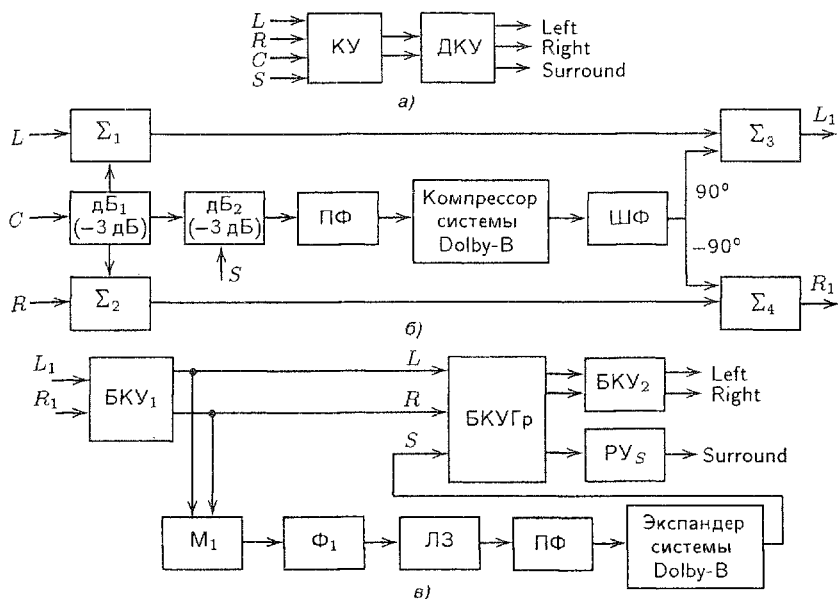 L
R
C
S
КУ
ДКУ
Left
Right
Surround
а)
L
Σ₁
Σ₃
L₁
C
дБ₁
(−3 дБ)
дБ₂
(−3 дБ)
S
ПФ
Компрессор
системы
Dolby-B
ШФ
90°
−90°
R
Σ₂
Σ₄
R₁
б)
L₁
R₁
БКУ₁
L
R
S
БКУГр
БКУ₂
Left
Right
РУ_S
Surround
М₁
Ф₁
ЛЗ
ПФ
Экспандер
системы
Dolby-B
в)